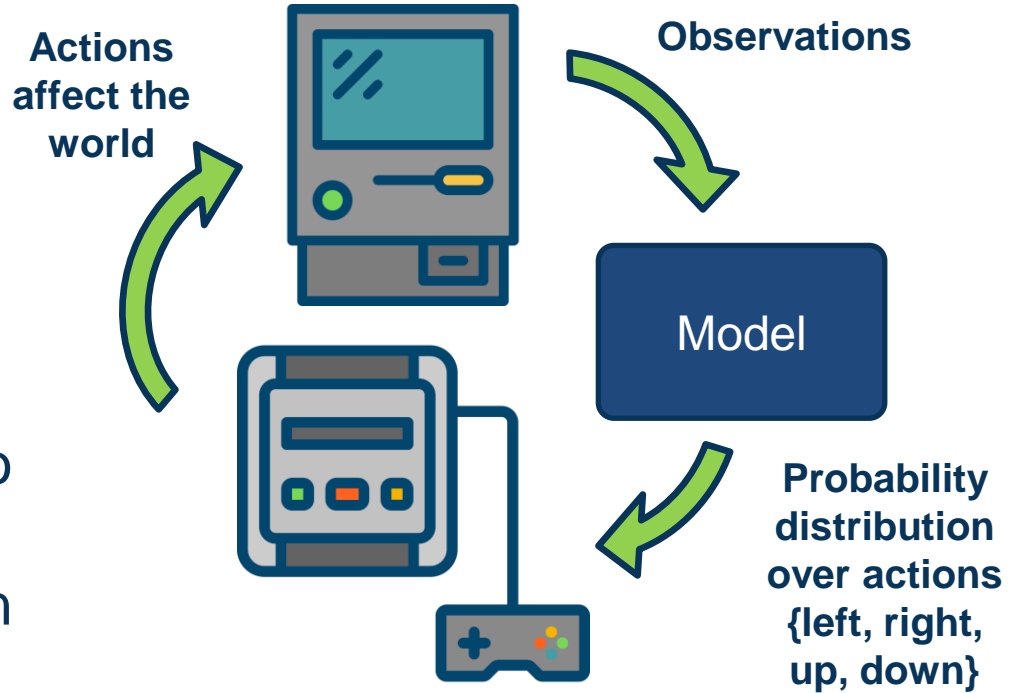 Actions
affect the
world
Observations
Model
Probability
distribution
over actions
{left, right,
up, down}